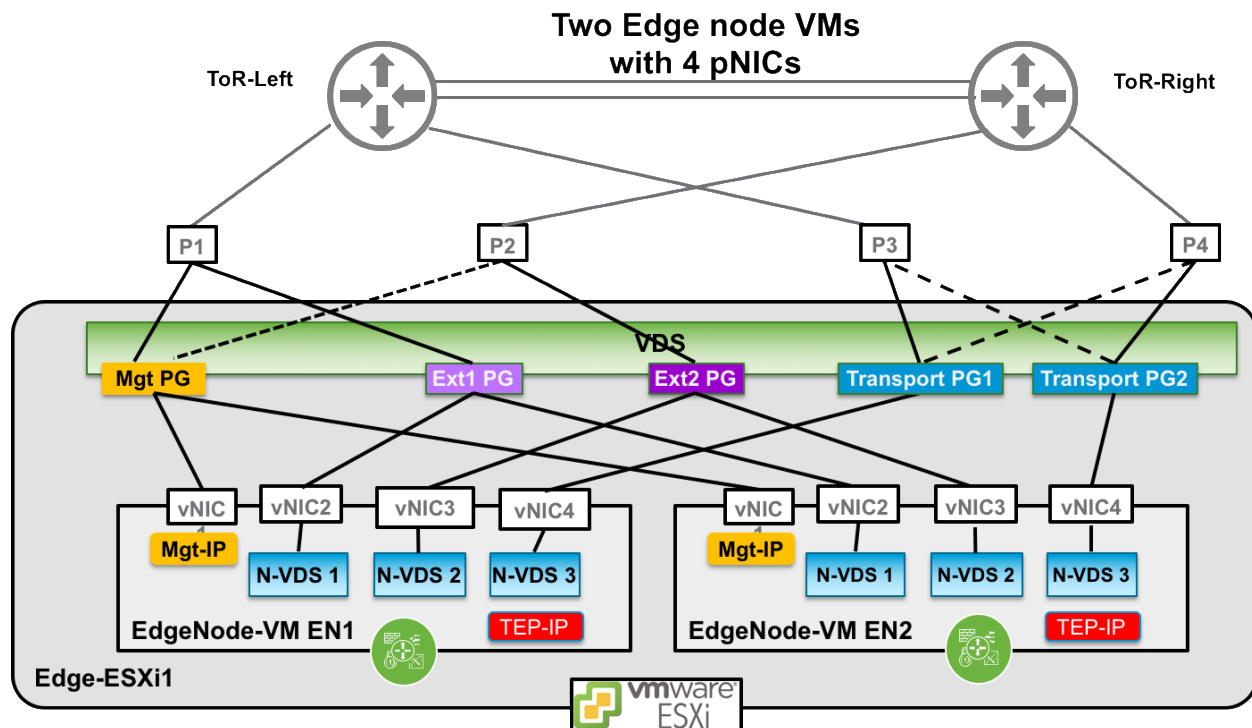 Two Edge node VMs
with 4 pNICs
ToR-Left
ToR-Right
P1
P2
P3
P4
VDS
Mgt PG
Ext1 PG
Ext2 PG
Transport PG1
Transport PG2
vNIC
1
vNIC2
vNIC3
vNIC4
vNIC
1
vNIC2
vNIC3
vNIC4
Mgt-IP
N-VDS 1
N-VDS 2
N-VDS 3
Mgt-IP
N-VDS 1
N-VDS 2
N-VDS 3
EdgeNode-VM EN1
TEP-IP
EdgeNode-VM EN2
TEP-IP
Edge-ESXi1
vmware®
ESXi